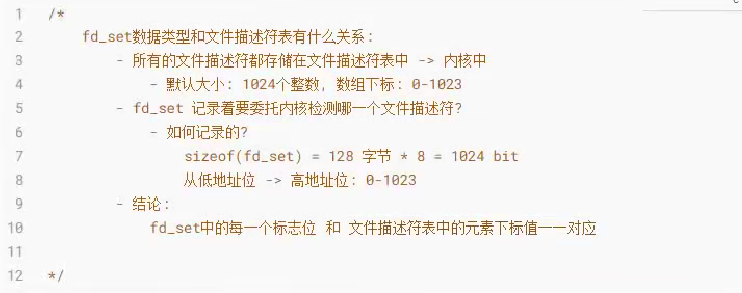 1 /*
2 fd_set数据类型和文件描述符表有什么关系:
3 - 所有的文件描述符都存储在文件描述符表中 -> 内核中
4 - 默认大小: 1024个整数, 数组下标: 0-1023
5 - fd_set 记录着要委托内核检测哪一个文件描述符?
6 - 如何记录的?
7 sizeof(fd_set) = 128 字节 * 8 = 1024 bit
8 从低地址位 -> 高地址位: 0-1023
9 - 结论:
10 fd_set中的每一个标志位 和 文件描述符表中的元素下标值一一对应
11
12 */